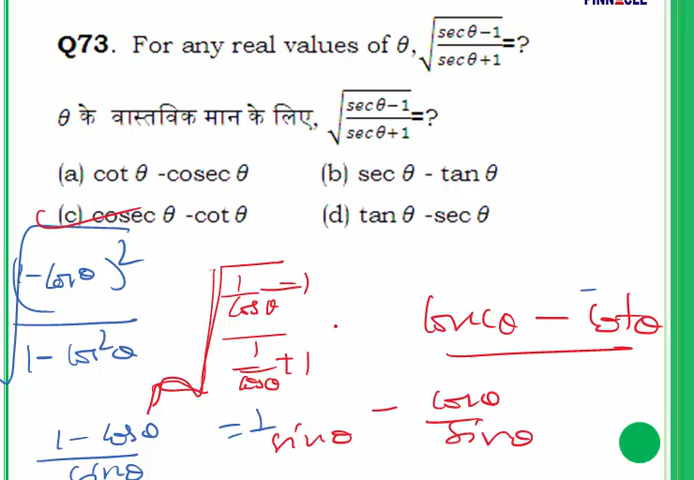 PINNACLE
Q73. For any real values of θ, √((secθ−1)/(secθ+1))=?
θ के वास्तविक मान के लिए, √((secθ−1)/(secθ+1))=?
(a) cot θ -cosec θ (b) sec θ - tan θ
c (c) cosec θ -cot θ (d) tan θ -sec θ
√((1-cosθ)²/(1-cos²θ))
√((1/cosθ − 1)/(1/cosθ + 1))
cosecθ − cotθ
(1-cosθ)/sinθ = 1/sinθ − cosθ/sinθ